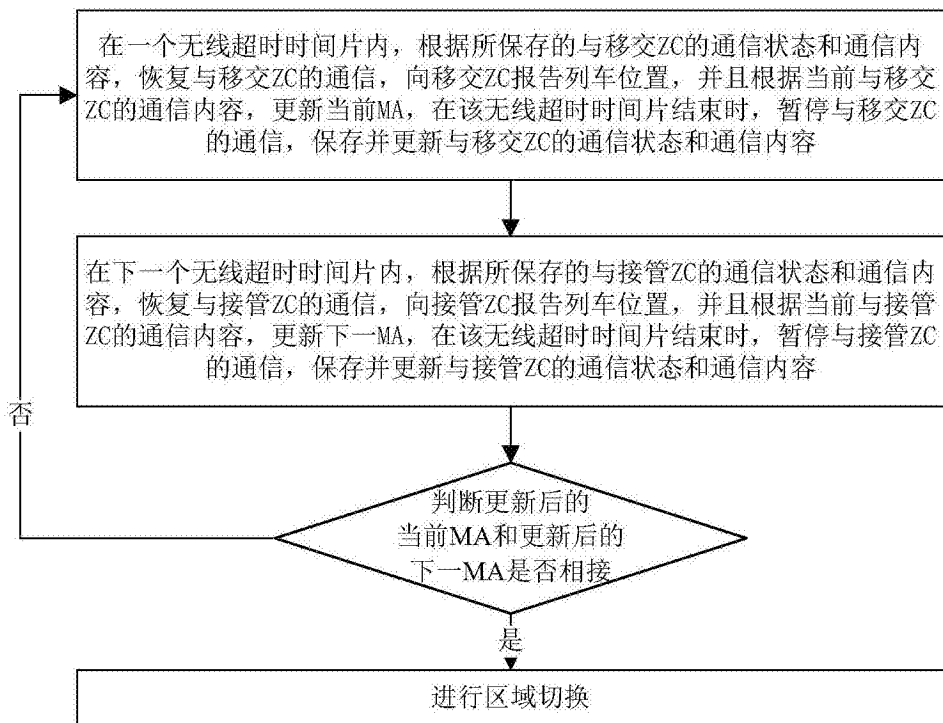 在一个无线超时时间片内，根据所保存的与移交ZC的通信状态和通信内
容，恢复与移交ZC的通信，向移交ZC报告列车位置，并且根据当前与移交
ZC的通信内容，更新当前MA，在该无线超时时间片结束时，暂停与移交ZC
的通信，保存并更新与移交ZC的通信状态和通信内容
在下一个无线超时时间片内，根据所保存的与接管ZC的通信状态和通信内
容，恢复与接管ZC的通信，向接管ZC报告列车位置，并且根据当前与接管
ZC的通信内容，更新下一MA，在该无线超时时间片结束时，暂停与接管ZC
的通信，保存并更新与接管ZC的通信状态和通信内容
否
判断更新后的
当前MA和更新后的
下一MA是否相接
是
进行区域切换